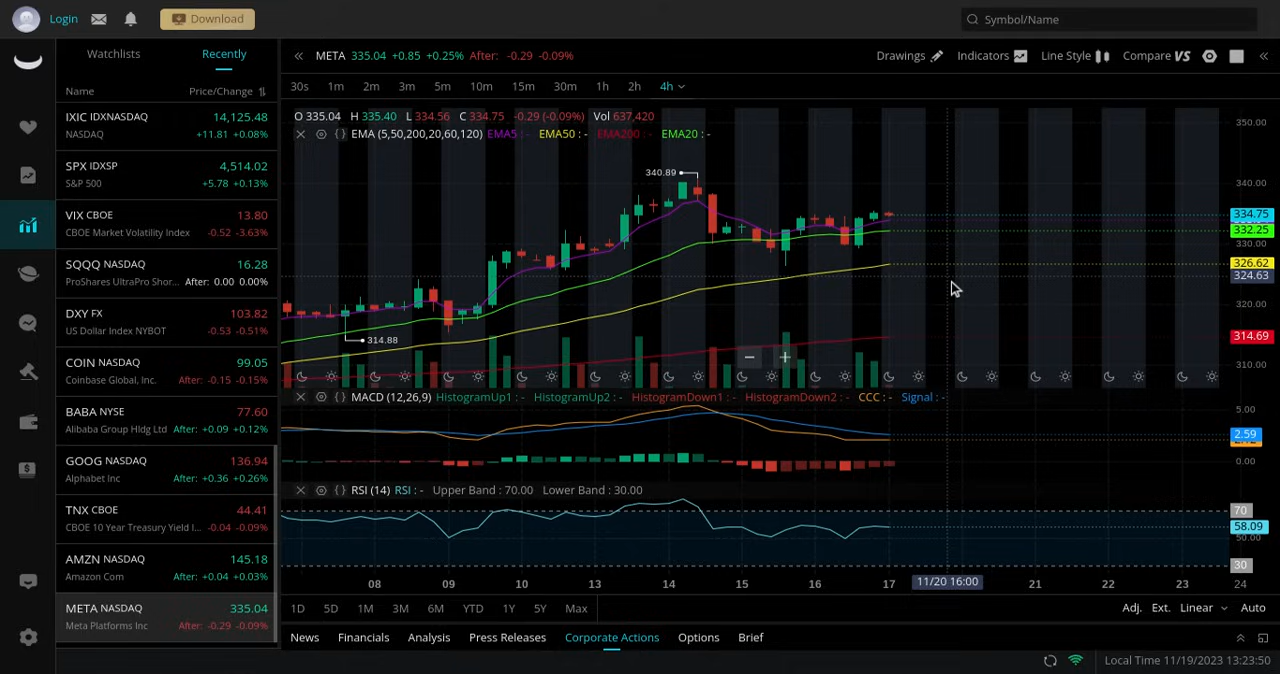 Login
Download
Symbol/Name
Watchlists
Recently
Name
Price/Change
IXIC IDXNASDAQ 14,125.48
NASDAQ +11.81 +0.08%
SPX IDXSP 4,514.02
S&P 500 +5.78 +0.13%
VIX CBOE 13.80
CBOE Market Volatility Index -0.52 -3.63%
SQQQ NASDAQ 16.28
ProShares UltraPro Shor... After: 0.00 0.00%
DXY FX 103.82
US Dollar Index NYBOT -0.53 -0.51%
COIN NASDAQ 99.05
Coinbase Global, Inc. After: -0.15 -0.15%
BABA NYSE 77.60
Alibaba Group Hldg Ltd After: +0.09 +0.12%
GOOG NASDAQ 136.94
Alphabet Inc After: +0.36 +0.26%
TNX CBOE 44.41
CBOE 10 Year Treasury Yield I... -0.04 -0.09%
AMZN NASDAQ 145.18
Amazon Com After: +0.04 +0.03%
META NASDAQ 335.04
Meta Platforms Inc After: -0.29 -0.09%
META 335.04 +0.85 +0.25% After: -0.29 -0.09%
Drawings Indicators Line Style Compare VS
30s 1m 2m 3m 5m 10m 15m 30m 1h 2h 4h
O 335.04 H 335.40 L 334.56 C 334.75 -0.29 (-0.09%) Vol 637,420
EMA (5,50,200,20,60,120) EMA5 : - EMA50 : - EMA200 : - EMA20 : -
340.89
314.88
350.00
340.00
334.75
332.25
330.00
326.62
324.63
320.00
314.69
310.00
MACD (12,26,9) HistogramUp1 : - HistogramUp2 : - HistogramDown1 : - HistogramDown2 : - CCC : - Signal : -
5.00
2.59
0.00
RSI (14) RSI : - Upper Band : 70.00 Lower Band : 30.00
70
58.09
50.00
30
08 09 10 13 14 15 16 17 11/20 16:00 21 22 23 24
1D 5D 1M 3M 6M YTD 1Y 5Y Max
Adj. Ext. Linear Auto
News Financials Analysis Press Releases Corporate Actions Options Brief
Local Time 11/19/2023 13:23:50